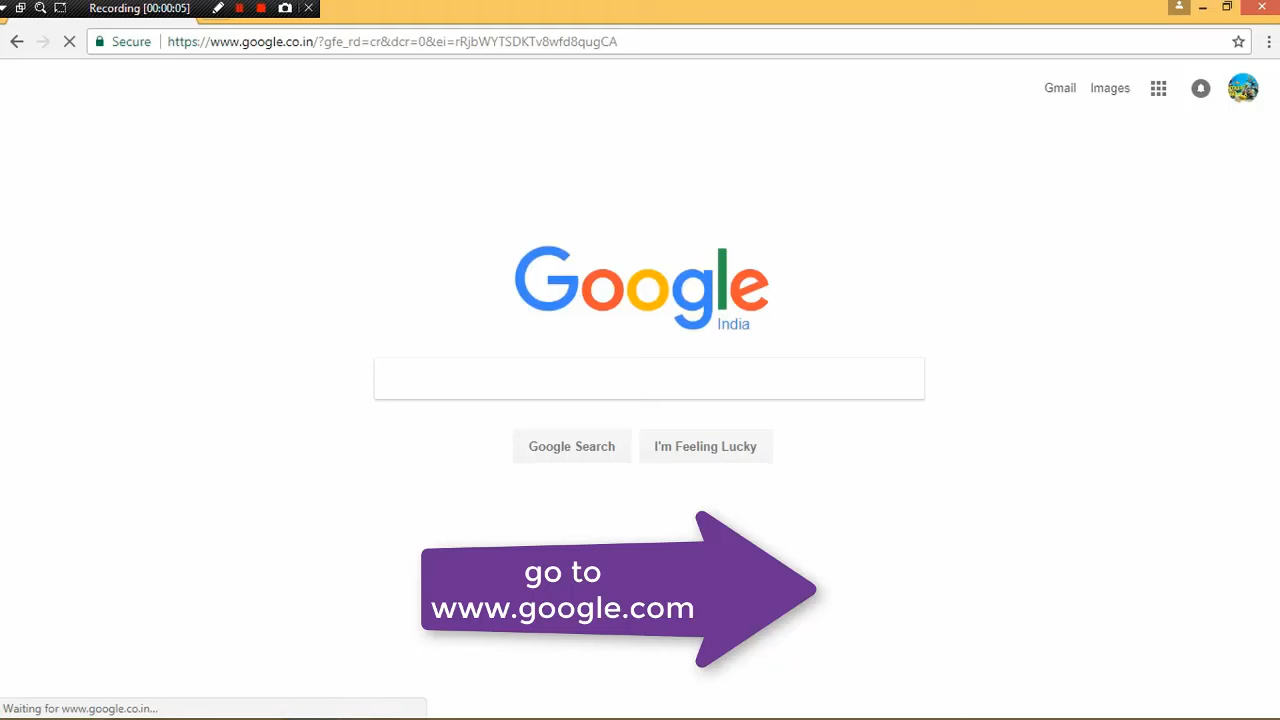 Recording [00:00:05]
Secure https://www.google.co.in/?gfe_rd=cr&dcr=0&ei=rRjbWYTSDKTv8wfd8qugCA
Gmail Images
Google
India
Google Search I'm Feeling Lucky
go to
www.google.com
Waiting for www.google.co.in...